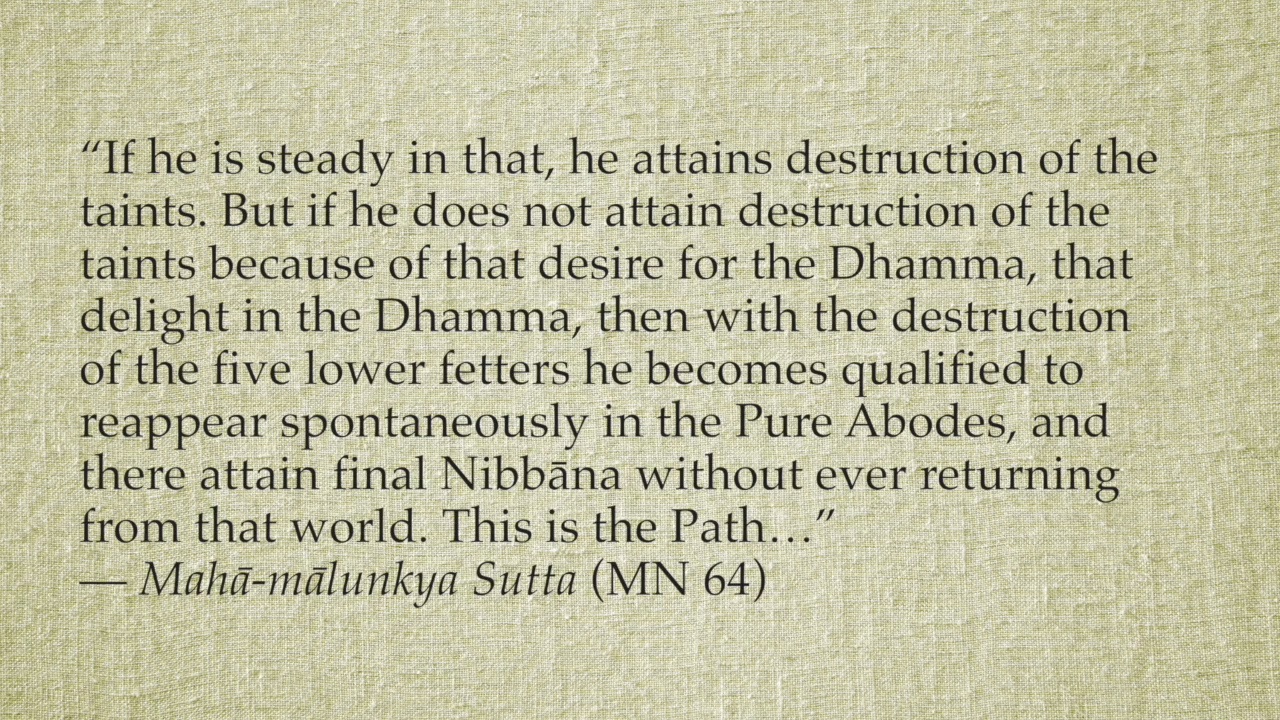 “If he is steady in that, he attains destruction of the
taints. But if he does not attain destruction of the
taints because of that desire for the Dhamma, that
delight in the Dhamma, then with the destruction
of the five lower fetters he becomes qualified to
reappear spontaneously in the Pure Abodes, and
there attain final Nibbāna without ever returning
from that world. This is the Path…”
— Mahā-mālunkya Sutta (MN 64)